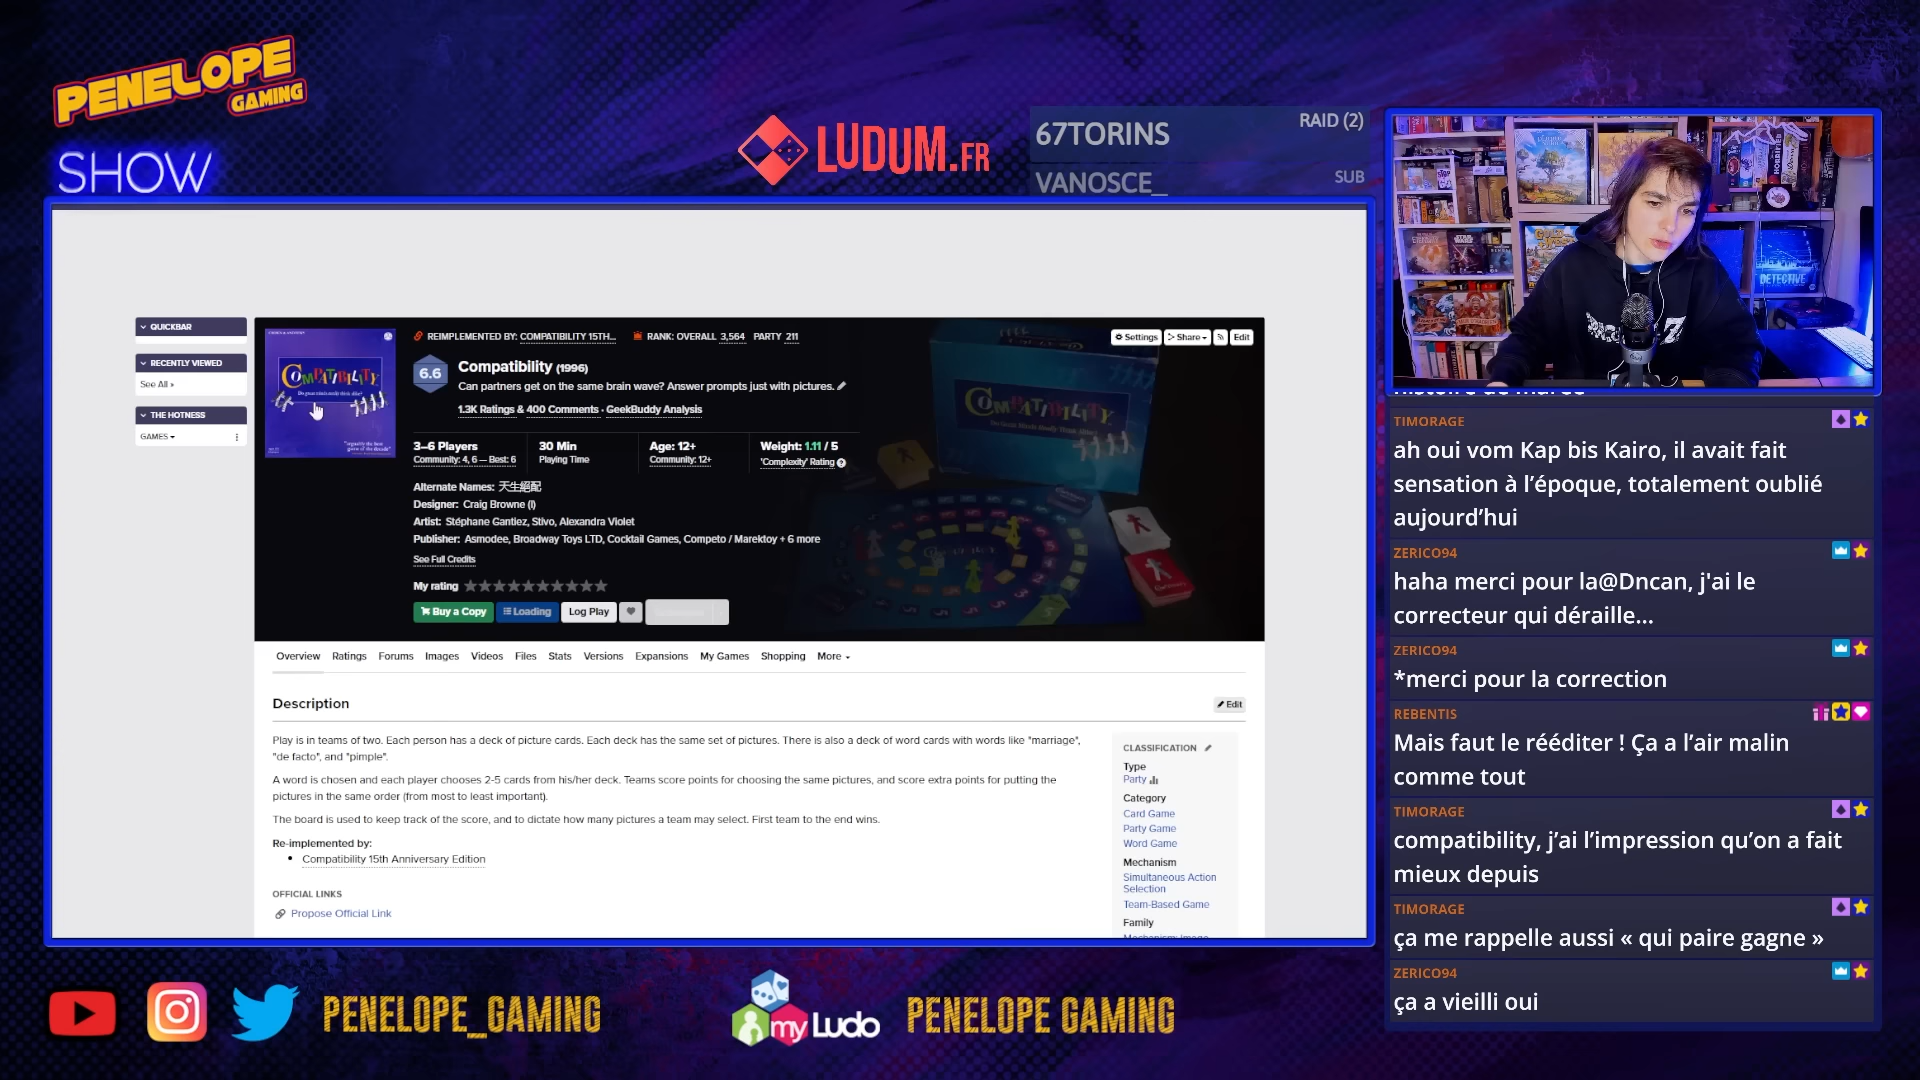 PENELOPE
GAMING
SHOW
LUDUM.FR
67TORINS
RAID (2)
VANOSCE_
SUB
QUICKBAR
RECENTLY VIEWED
See All »
THE HOTNESS
GAMES
COMPATIBILITY
REIMPLEMENTED BY: COMPATIBILITY 15TH...
RANK: OVERALL 3,564 PARTY 211
Settings
Share
Edit
6.6
Compatibility (1996)
Can partners get on the same brain wave? Answer prompts just with pictures.
1.3K Ratings & 400 Comments · GeekBuddy Analysis
3–6 Players
Community: 4, 6 — Best: 6
30 Min
Playing Time
Age: 12+
Community: 12+
Weight: 1.11 / 5
'Complexity' Rating
COMPATIBILITY
Alternate Names: 天生絕配
Designer: Craig Browne (I)
Artist: Stéphane Gantiez, Stivo, Alexandra Violet
Publisher: Asmodee, Broadway Toys LTD, Cocktail Games, Competo / Marektoy + 6 more
See Full Credits
My rating
Buy a Copy
Loading
Log Play
Overview
Ratings
Forums
Images
Videos
Files
Stats
Versions
Expansions
My Games
Shopping
More
Description
Edit
Play is in teams of two. Each person has a deck of picture cards. Each deck has the same set of pictures. There is also a deck of word cards with words like "marriage",
"de facto", and "pimple".
A word is chosen and each player chooses 2-5 cards from his/her deck. Teams score points for choosing the same pictures, and score extra points for putting the
pictures in the same order (from most to least important).
The board is used to keep track of the score, and to dictate how many pictures a team may select. First team to the end wins.
Re-implemented by:
Compatibility 15th Anniversary Edition
OFFICIAL LINKS
Propose Official Link
CLASSIFICATION
Type
Party
Category
Card Game
Party Game
Word Game
Mechanism
Simultaneous Action
Selection
Team-Based Game
Family
DETECTIVE
TIMORAGE
ah oui vom Kap bis Kairo, il avait fait
sensation à l’époque, totalement oublié
aujourd’hui
ZERICO94
haha merci pour la@Dncan, j'ai le
correcteur qui déraille...
ZERICO94
*merci pour la correction
REBENTIS
Mais faut le rééditer ! Ça a l’air malin
comme tout
TIMORAGE
compatibility, j’ai l’impression qu’on a fait
mieux depuis
TIMORAGE
ça me rappelle aussi « qui paire gagne »
ZERICO94
ça a vieilli oui
PENELOPE_GAMING
my Ludo
PENELOPE GAMING